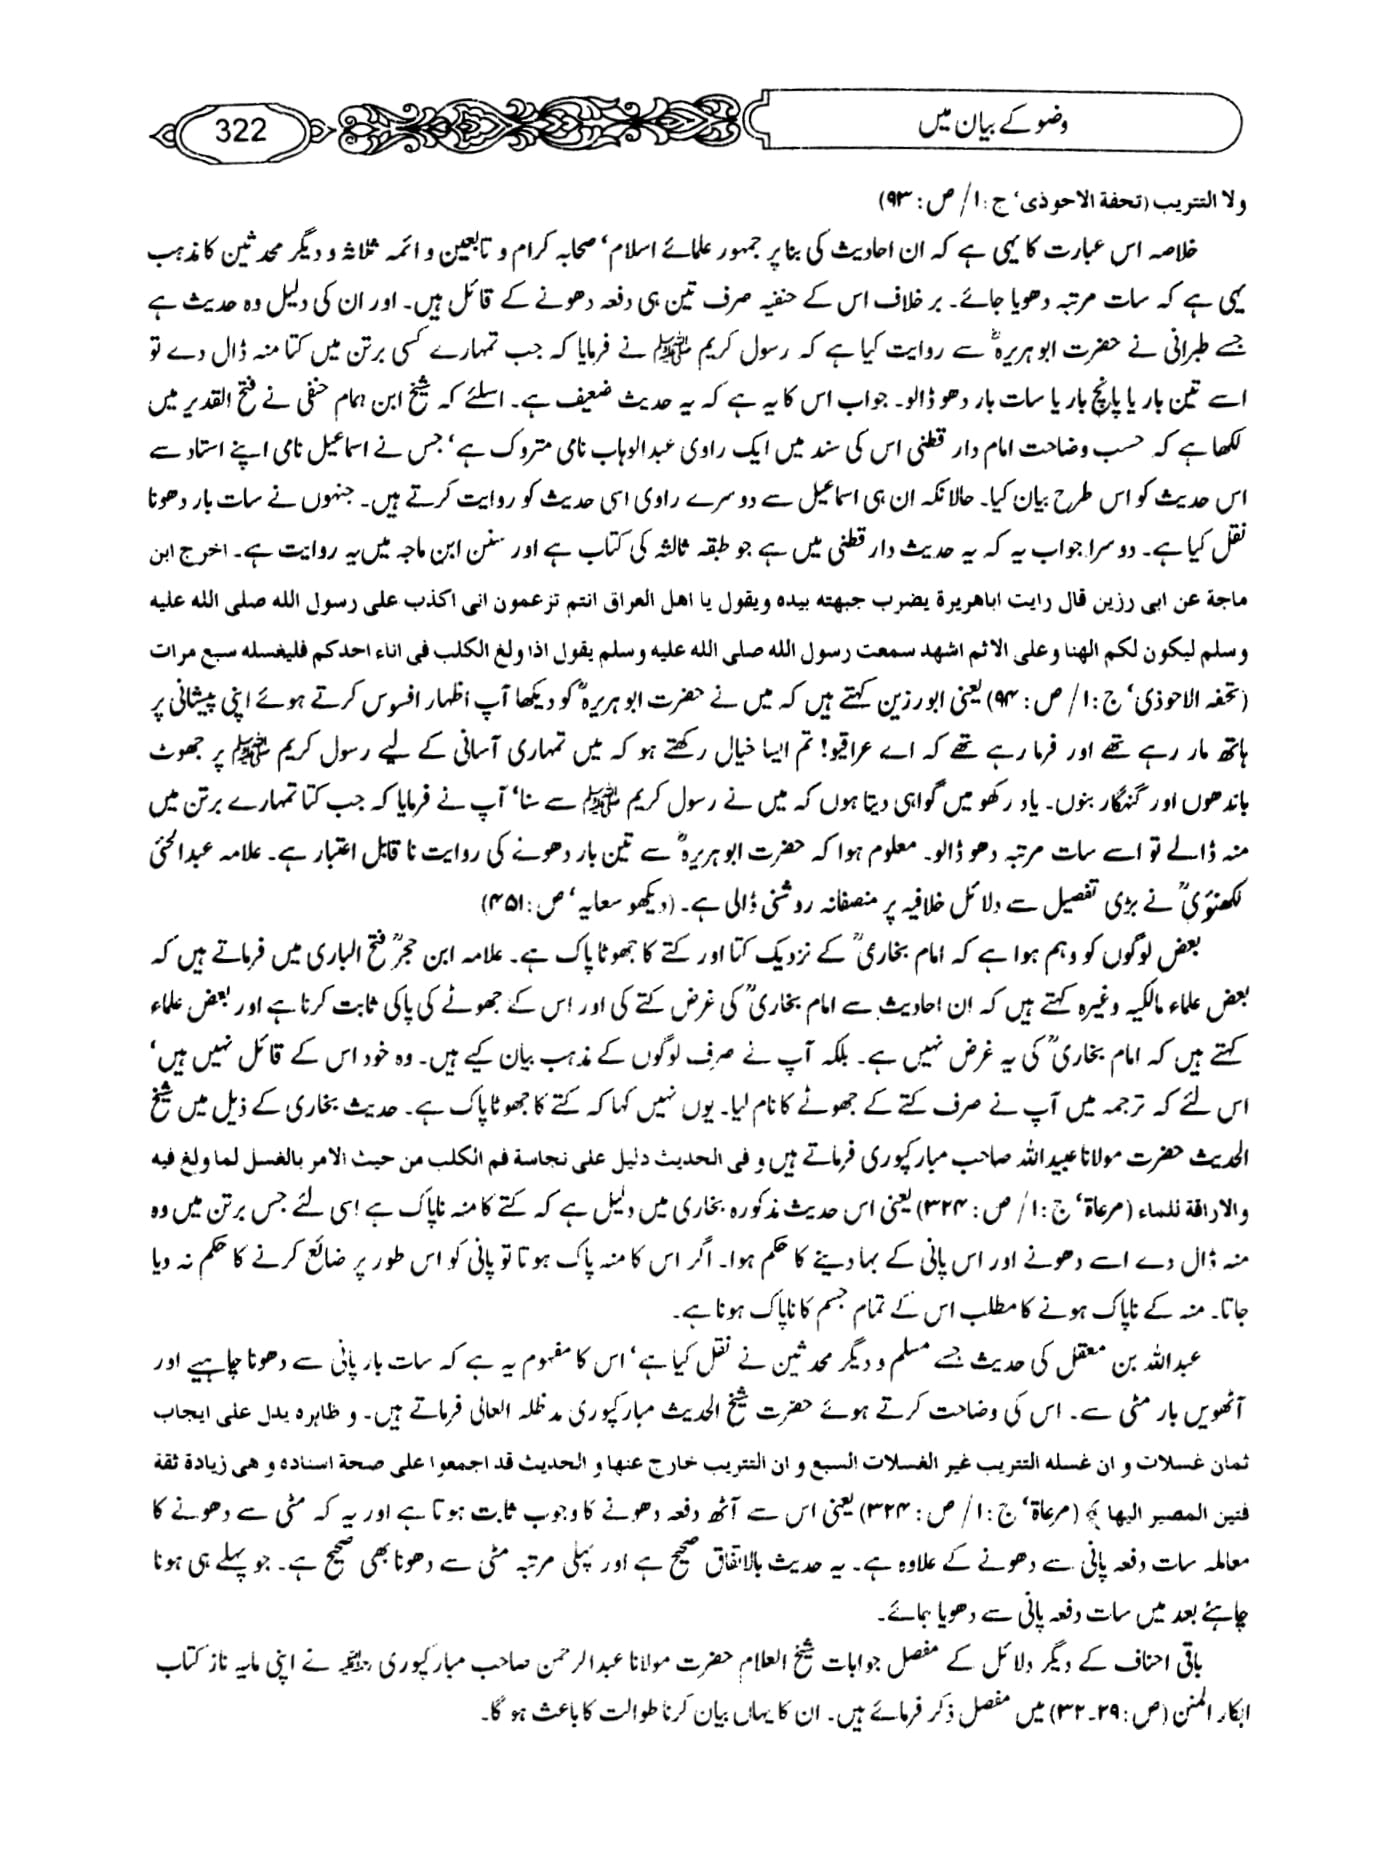 وضو کے بیان میں
322
ولا التتریب (تحفة الاحوذی‘ ج:۱/ ص: ۹۳)
خلاصہ اس عبارت کا یہی ہے کہ ان احادیث کی بنا پر جمہور علمائے اسلام‘ صحابہ کرام و تابعین و ائمہ ثلاثہ و دیگر محدثین کا مذہب
یہی ہے کہ سات مرتبہ دھویا جائے۔ بر خلاف اس کے حنفیہ صرف تین ہی دفعہ دھونے کے قائل ہیں۔ اور ان کی دلیل وہ حدیث ہے
جسے طبرانی نے حضرت ابو ہریرہؓ سے روایت کیا ہے کہ رسول کریم ﷺ نے فرمایا کہ جب تمہارے کسی برتن میں کتا منہ ڈال دے تو
اسے تین بار یا پانچ بار یا سات بار دھو ڈالو۔ جواب اس کا یہ ہے کہ یہ حدیث ضعیف ہے۔ اسلئے کہ شیخ ابن ہمام حنفی نے فتح القدیر میں
لکھا ہے کہ حسب وضاحت امام دار قطنی اس کی سند میں ایک راوی عبدالوہاب نامی متروک ہے‘ جس نے اسماعیل نامی اپنے استاد سے
اس حدیث کو اس طرح بیان کیا۔ حالانکہ ان ہی اسماعیل سے دوسرے راوی اسی حدیث کو روایت کرتے ہیں۔ جنہوں نے سات بار دھونا
نقل کیا ہے۔ دوسرا جواب یہ کہ یہ حدیث دار قطنی میں ہے جو طبقہ ثالثہ کی کتاب ہے اور سنن ابن ماجہ میں یہ روایت ہے۔ اخرج ابن
ماجة عن ابی رزین قال رایت اباهریرة یضرب جبهته بیده ویقول یا اهل العراق انتم تزعمون انی اکذب علی رسول الله صلی الله علیه
وسلم لیکون لکم الهنا وعلی الاثم اشهد سمعت رسول الله صلی الله علیه وسلم یقول اذا ولغ الکلب فی اناء احدکم فلیغسله سبع مرات
(تحفہ الاحوذی‘ ج:۱/ ص: ۹۴) یعنی ابو رزین کہتے ہیں کہ میں نے حضرت ابو ہریرہؓ کو دیکھا آپ اظہار افسوس کرتے ہوئے اپنی پیشانی پر
ہاتھ مار رہے تھے اور فرما رہے تھے کہ اے عراقیو! تم ایسا خیال رکھتے ہو کہ میں تمہاری آسانی کے لیے رسول کریم ﷺ پر جھوٹ
باندھوں اور گنہگار بنوں۔ یاد رکھو میں گواہی دیتا ہوں کہ میں نے رسول کریم ﷺ سے سنا‘ آپ نے فرمایا کہ جب کتا تمہارے برتن میں
منہ ڈالے تو اسے سات مرتبہ دھو ڈالو۔ معلوم ہوا کہ حضرت ابو ہریرہؓ سے تین بار دھونے کی روایت نا قابل اعتبار ہے۔ علامہ عبدالحئی
لکھنؤیؒ نے بڑی تفصیل سے دلائل خلافیہ پر منصفانہ روشنی ڈالی ہے۔ (دیکھو سعایہ‘ ص:۴۵۱)
بعض لوگوں کو وہم ہوا ہے کہ امام بخاریؒ کے نزدیک کتا اور کتے کا جھوٹا پاک ہے۔ علامہ ابن حجرؒ فتح الباری میں فرماتے ہیں کہ
بعض علماء مالکیہ وغیرہ کہتے ہیں کہ ان احادیث سے امام بخاریؒ کی غرض کتے کی اور اس کے جھوٹے کی پاکی ثابت کرنا ہے اور بعض علماء
کہتے ہیں کہ امام بخاریؒ کی یہ غرض نہیں ہے۔ بلکہ آپ نے صرف لوگوں کے مذہب بیان کیے ہیں۔ وہ خود اس کے قائل نہیں ہیں‘
اس لئے کہ ترجمہ میں آپ نے صرف کتے کے جھوٹے کا نام لیا۔ یوں نہیں کہا کہ کتے کا جھوٹا پاک ہے۔ حدیث بخاری کے ذیل میں شیخ
الحدیث حضرت مولانا عبیداللہ صاحب مبارکپوری فرماتے ہیں و فی الحدیث دلیل علی نجاسة فم الکلب من حیث الامر بالغسل لما ولغ فیه
والاراقة للماء (مرعاة‘ ج:۱/ ص: ۳۲۴) یعنی اس حدیث مذکورہ بخاری میں دلیل ہے کہ کتے کا منہ ناپاک ہے اسی لئے جس برتن میں وہ
منہ ڈال دے اسے دھونے اور اس پانی کے بہا دینے کا حکم ہوا۔ اگر اس کا منہ پاک ہوتا تو پانی کو اس طور پر ضائع کرنے کا حکم نہ دیا
جاتا۔ منہ کے ناپاک ہونے کا مطلب اس کے تمام جسم کا ناپاک ہونا ہے۔
عبداللہ بن معقل کی حدیث جسے مسلم و دیگر محدثین نے نقل کیا ہے‘ اس کا مفہوم یہ ہے کہ سات بار پانی سے دھونا چاہیے اور
آٹھویں بار مٹی سے۔ اس کی وضاحت کرتے ہوئے حضرت شیخ الحدیث مبارکپوری مدظلہ العالی فرماتے ہیں۔ و ظاهره یدل علی ایجاب
ثمان غسلات و ان غسله التتریب غیر الغسلات السبع و ان التتریب خارج عنها و الحدیث قد اجمعوا علی صحة اسناده و هی زیادة ثقة
فتین المصیر الیها ﴾ (مرعاة‘ ج:۱/ ص: ۳۲۴) یعنی اس سے آٹھ دفعہ دھونے کا وجوب ثابت ہوتا ہے اور یہ کہ مٹی سے دھونے کا
معاملہ سات دفعہ پانی سے دھونے کے علاوہ ہے۔ یہ حدیث بالاتفاق صحیح ہے اور پہلی مرتبہ مٹی سے دھونا بھی صحیح ہے۔ جو پہلے ہی ہونا
چاہئے بعد میں سات دفعہ پانی سے دھویا جائے۔
باقی احناف کے دیگر دلائل کے مفصل جوابات شیخ العلام حضرت مولانا عبدالرحمن صاحب مبارکپوری رحمہ اللہ نے اپنی مایہ ناز کتاب
ابکار المنن (ص: ۲۹-۳۲) میں مفصل ذکر فرمائے ہیں۔ ان کا یہاں بیان کرنا طوالت کا باعث ہو گا۔